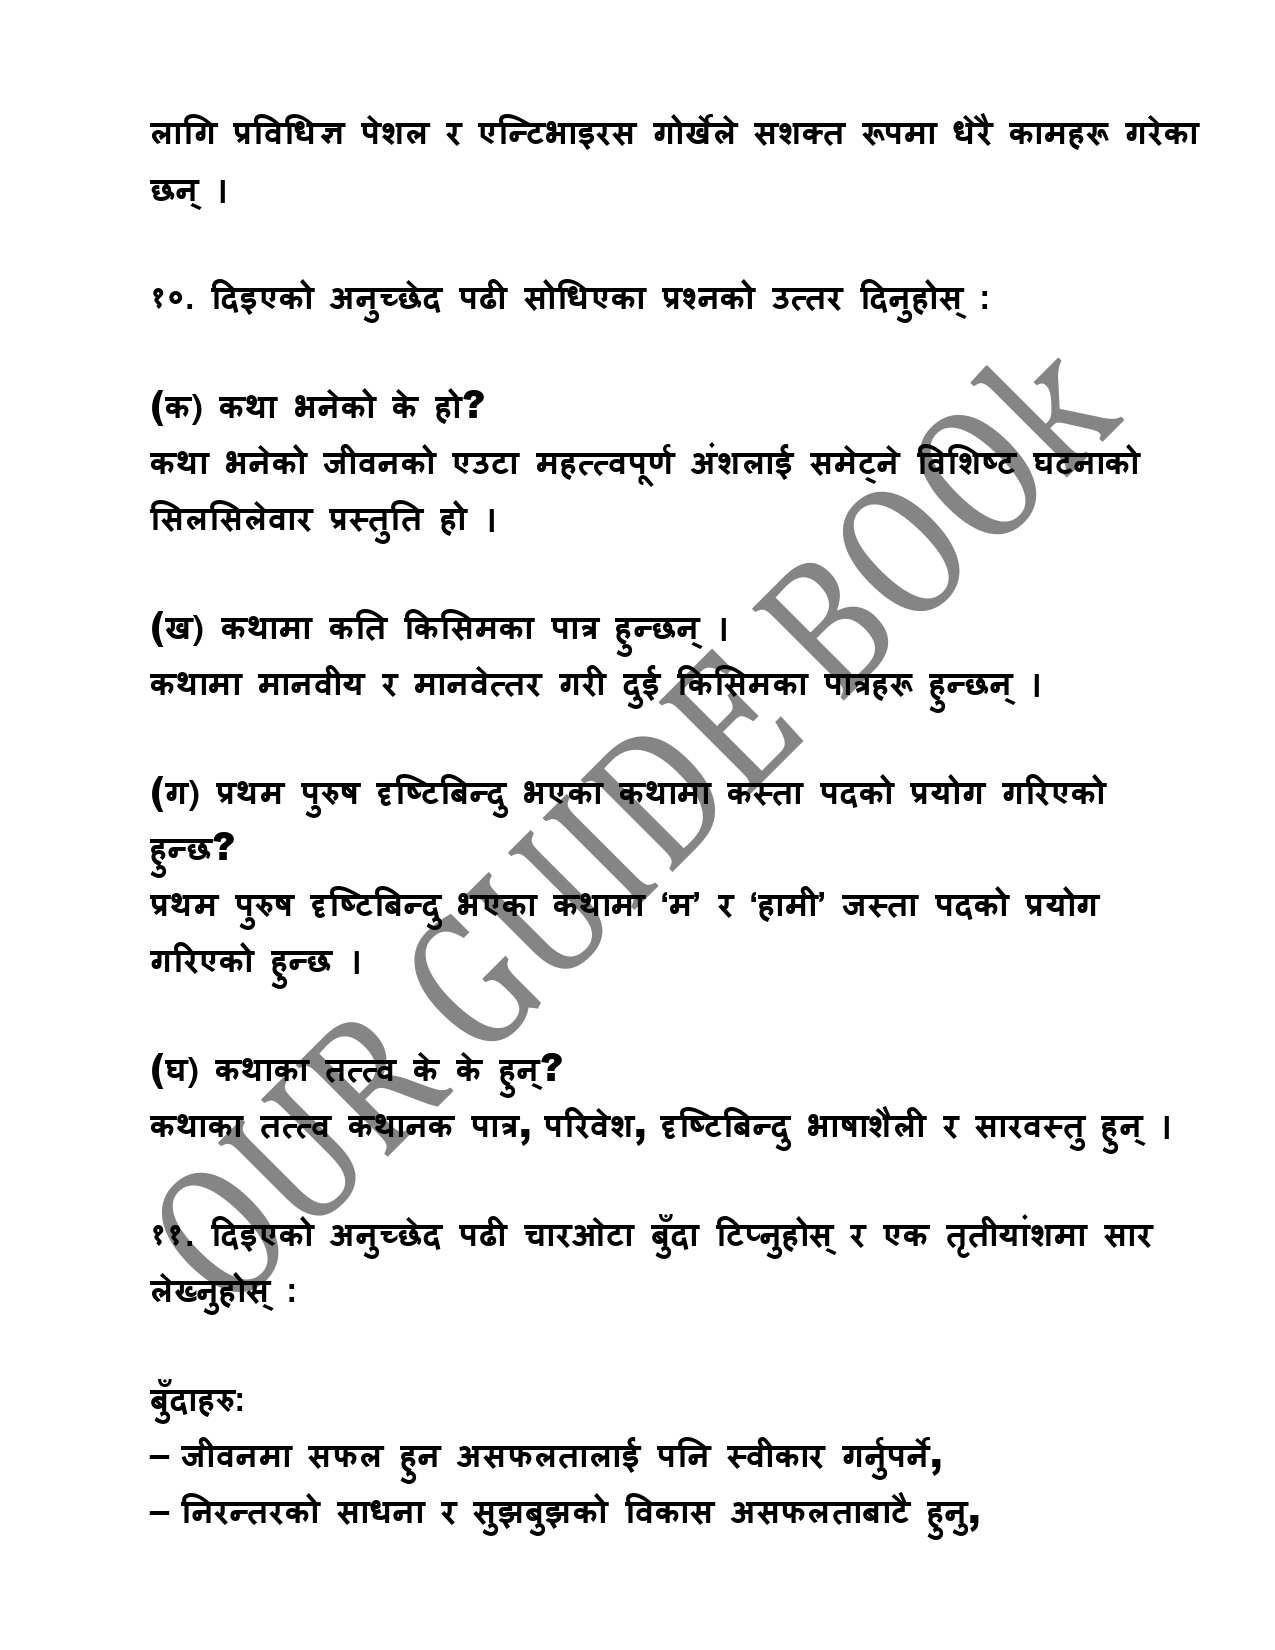 लागि प्रविधिज्ञ पेशल र एन्टिभाइरस गोर्खेले सशक्त रूपमा धेरै कामहरू गरेका
छन् ।
१०. दिइएको अनुच्छेद पढी सोधिएका प्रश्नको उत्तर दिनुहोस् :
(क) कथा भनेको के हो?
कथा भनेको जीवनको एउटा महत्त्वपूर्ण अंशलाई समेट्ने विशिष्ट घटनाको
सिलसिलेवार प्रस्तुति हो ।
(ख) कथामा कति किसिमका पात्र हुन्छन् ।
कथामा मानवीय र मानवेत्तर गरी दुई किसिमका पात्रहरू हुन्छन् ।
(ग) प्रथम पुरुष दृष्टिबिन्दु भएका कथामा कस्ता पदको प्रयोग गरिएको
हुन्छ?
प्रथम पुरुष दृष्टिबिन्दु भएका कथामा ‘म’ र ‘हामी’ जस्ता पदको प्रयोग
गरिएको हुन्छ ।
(घ) कथाका तत्त्व के के हुन्?
कथाका तत्त्व कथानक पात्र, परिवेश, दृष्टिबिन्दु भाषाशैली र सारवस्तु हुन् ।
११. दिइएको अनुच्छेद पढी चारओटा बुँदा टिप्नुहोस् र एक तृतीयांशमा सार
लेख्नुहोस् :
बुँदाहरु:
– जीवनमा सफल हुन असफलतालाई पनि स्वीकार गर्नुपर्ने,
– निरन्तरको साधना र सुझबुझको विकास असफलताबाटै हुनु,
OUR GUIDE BOOk